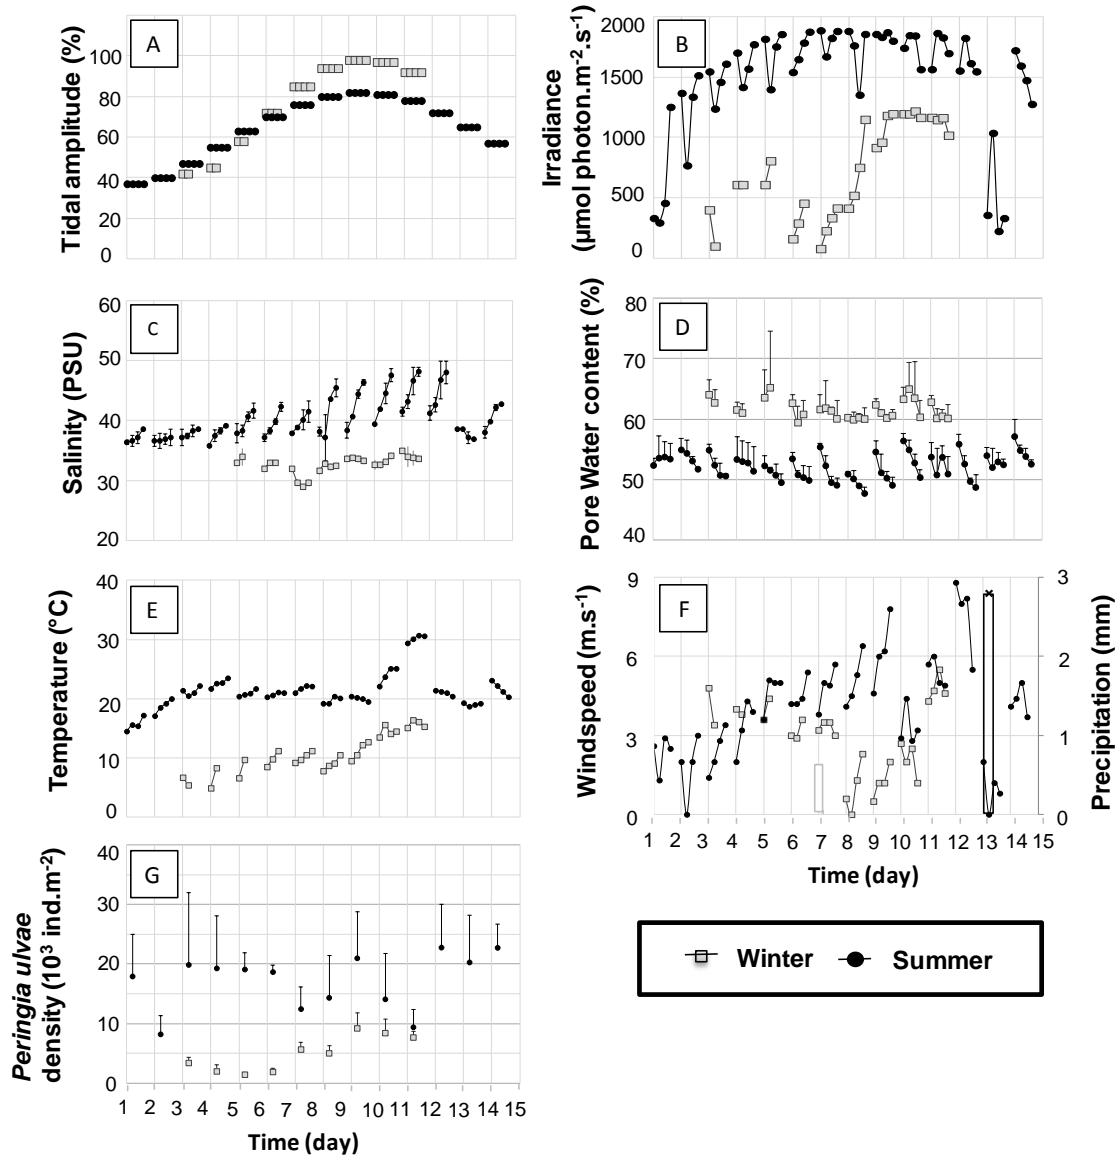 A
Tidal amplitude (%)
100
80
60
40
20
0
B
Irradiance
(µmol photon.m-2.s-1)
2000
1500
1000
500
0
C
Salinity (PSU)
60
50
40
30
20
D
Pore Water content (%)
80
70
60
50
40
E
Temperature (°C)
40
30
20
10
0
F
Windspeed (m.s-1)
9
6
3
0
Precipitation (mm)
3
2
1
0
1 2 3 4 5 6 7 8 9 10 11 12 13 14 15
Time (day)
G
Peringia ulvae
density (10³ ind.m-2)
40
30
20
10
0
1 2 3 4 5 6 7 8 9 10 11 12 13 14 15
Time (day)
Winter Summer